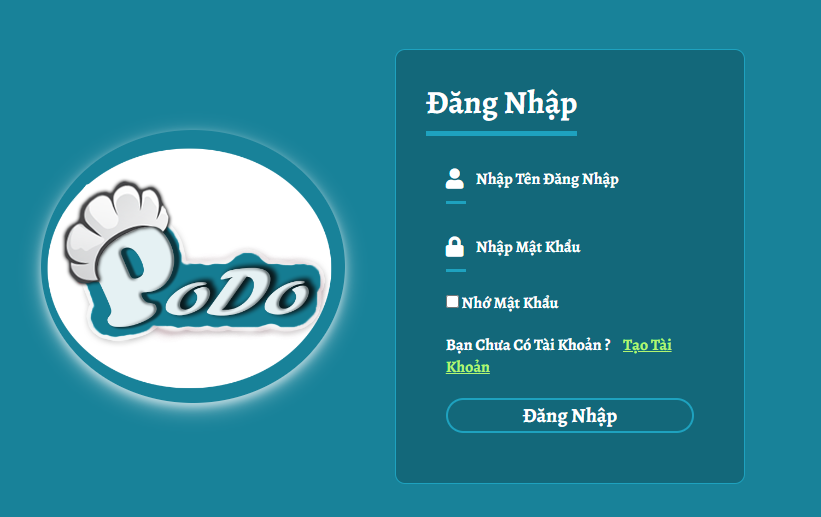 PoDo
Đăng Nhập
Nhập Tên Đăng Nhập
Nhập Mật Khẩu
Nhớ Mật Khẩu
Bạn Chưa Có Tài Khoản ? Tạo Tài
Khoản
Đăng Nhập